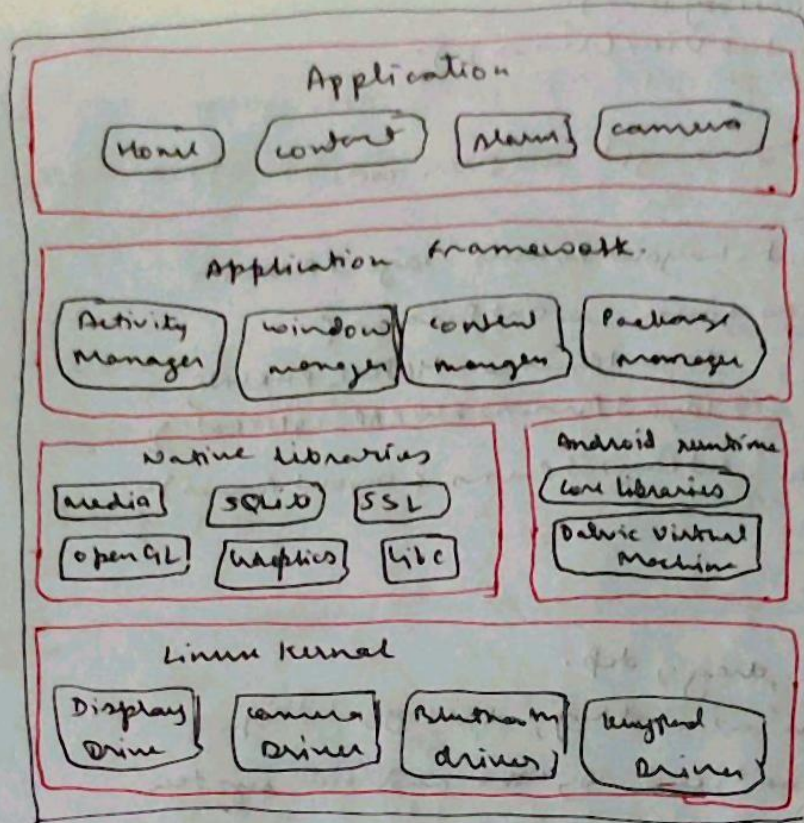 Application
Home contact Alarm camera
Application Framework.
Activity Manager
window manager
content manager
Package manager
Native libraries
media SQLite SSL
openGL Graphics libc
Android runtime
Core libraries
Dalvic Virtual Machine
Linux Kernal
Display Drive
camera Driver
driver
keypad Driver